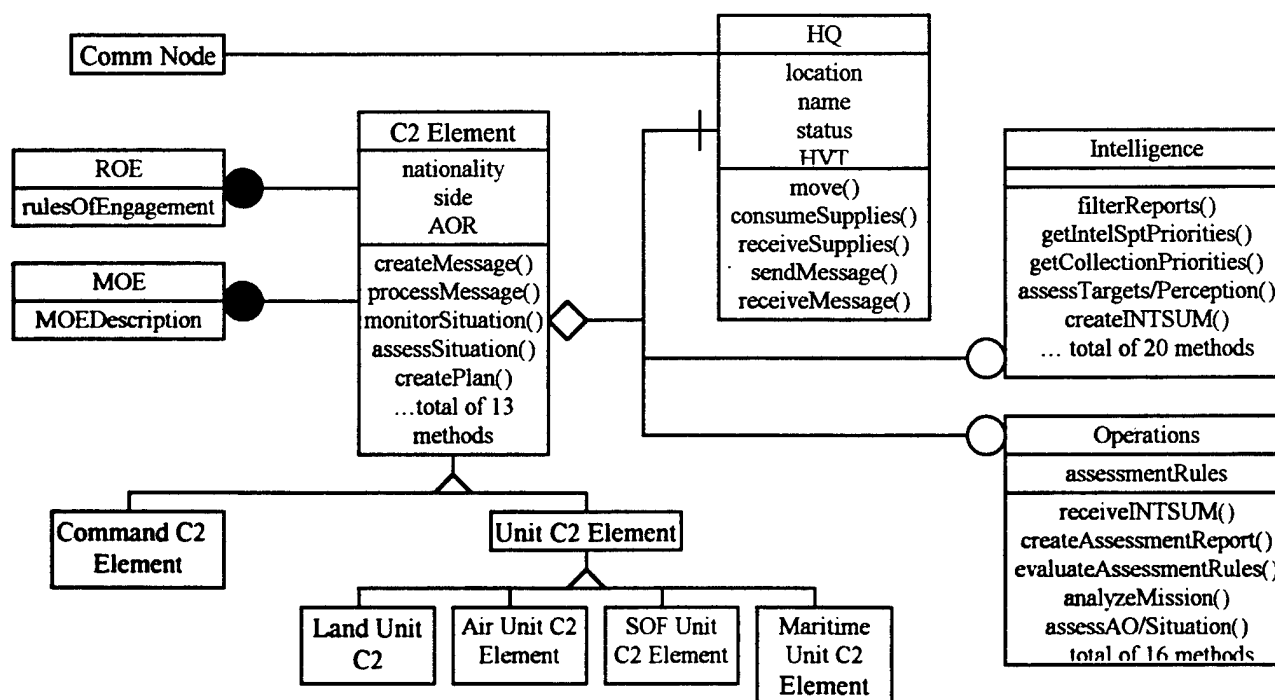 Comm Node
HQ
location
name
status
HVT
move()
consumeSupplies()
receiveSupplies()
sendMessage()
receiveMessage()
C2 Element
nationality
side
AOR
createMessage()
processMessage()
monitorSituation()
assessSituation()
createPlan()
...total of 13
methods
ROE
rulesOfEngagement
MOE
MOEDescription
Intelligence
filterReports()
getIntelSptPriorities()
getCollectionPriorities()
assessTargets/Perception()
createINTSUM()
... total of 20 methods
Operations
assessmentRules
receiveINTSUM()
createAssessmentReport()
evaluateAssessmentRules()
analyzeMission()
assessAO/Situation()
total of 16 methods
Command C2
Element
Unit C2 Element
Land Unit
C2
Air Unit C2
Element
SOF Unit
C2 Element
Maritime
Unit C2
Element